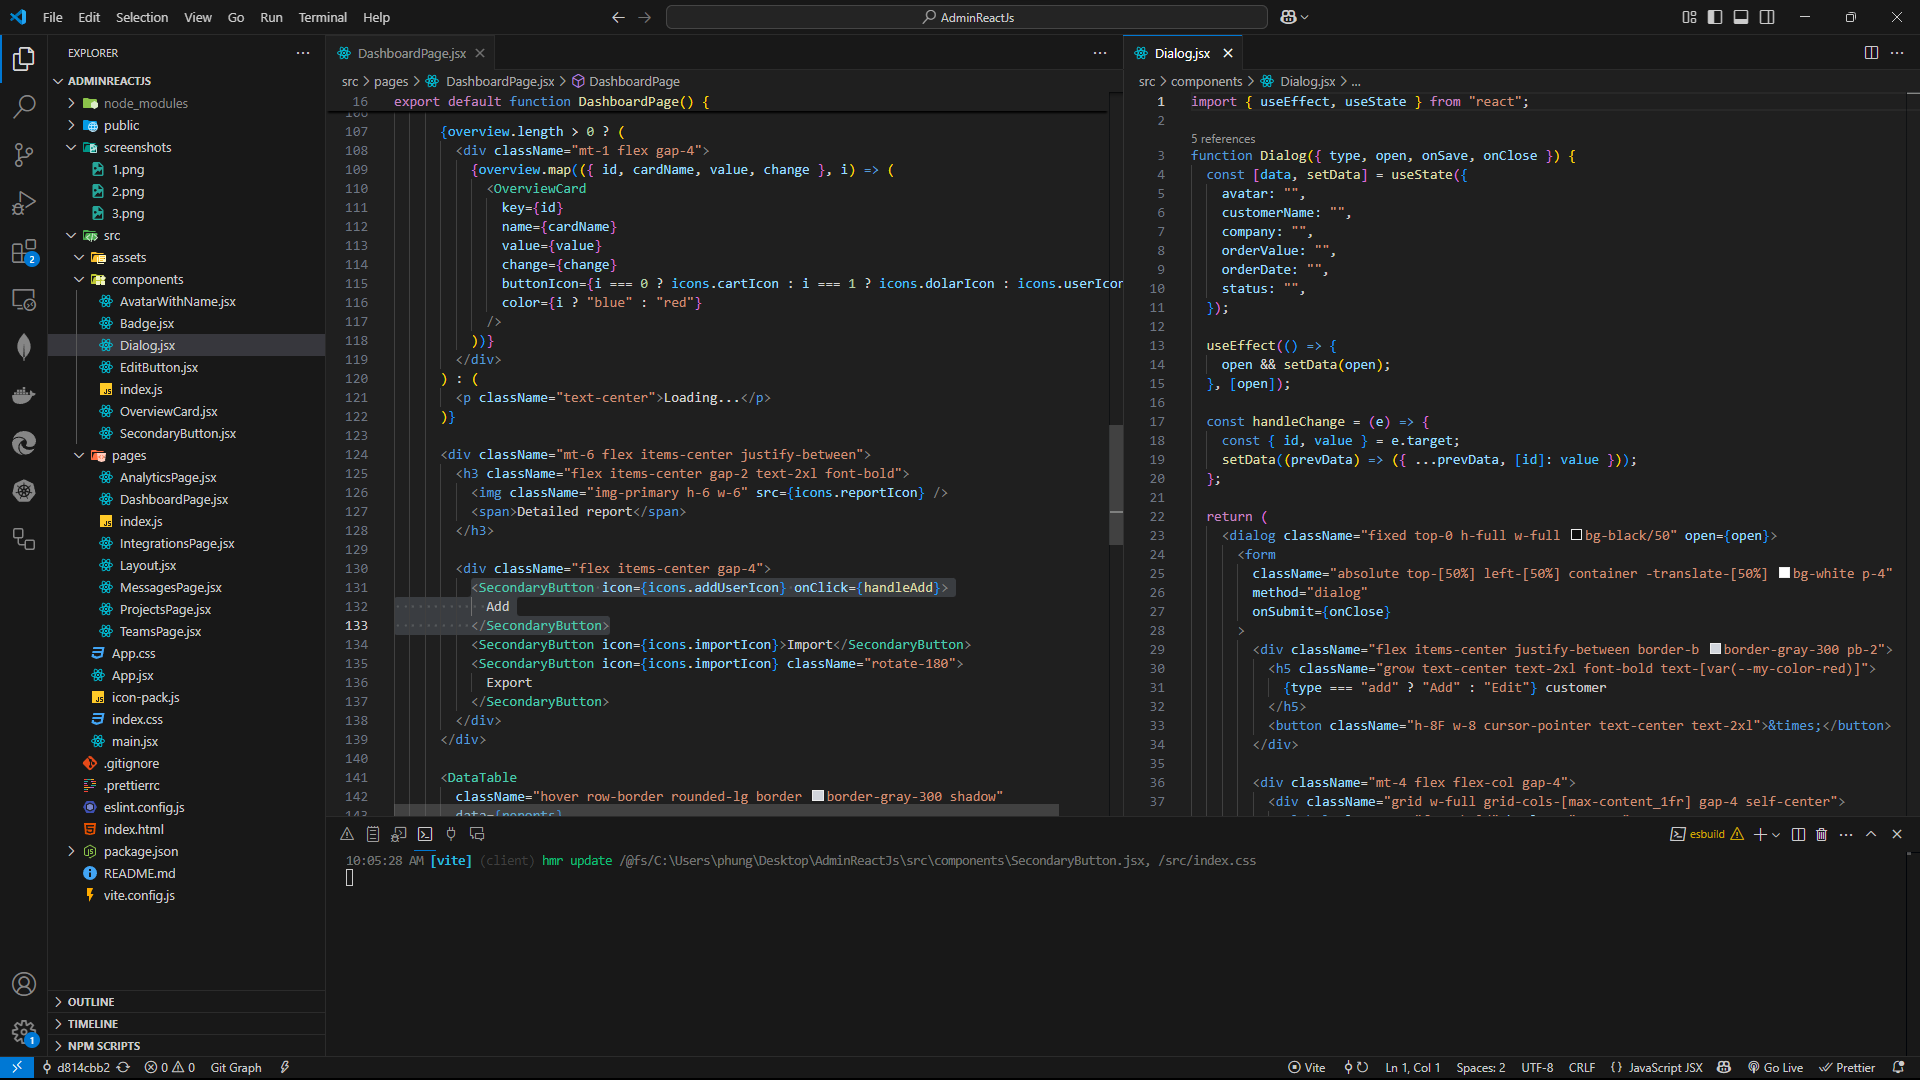 File Edit Selection View Go Run Terminal Help
AdminReactJs
EXPLORER
ADMINREACTJS
node_modules
public
screenshots
1.png
2.png
3.png
src
assets
components
AvatarWithName.jsx
Badge.jsx
Dialog.jsx
EditButton.jsx
index.js
OverviewCard.jsx
SecondaryButton.jsx
pages
AnalyticsPage.jsx
DashboardPage.jsx
index.js
IntegrationsPage.jsx
Layout.jsx
MessagesPage.jsx
ProjectsPage.jsx
TeamsPage.jsx
App.css
App.jsx
icon-pack.js
index.css
main.jsx
.gitignore
.prettierrc
eslint.config.js
index.html
package.json
README.md
vite.config.js
OUTLINE
TIMELINE
NPM SCRIPTS
2
1
DashboardPage.jsx
src > pages > DashboardPage.jsx > DashboardPage
16 export default function DashboardPage() {
106
107 {overview.length > 0 ? (
108 <div className="mt-1 flex gap-4">
109 {overview.map(({ id, cardName, value, change }, i) => (
110 <OverviewCard
111 key={id}
112 name={cardName}
113 value={value}
114 change={change}
115 buttonIcon={i === 0 ? icons.cartIcon : i === 1 ? icons.dolarIcon : icons.userIcon
116 color={i ? "blue" : "red"}
117 />
118 ))}
119 </div>
120 ) : (
121 <p className="text-center">Loading...</p>
122 )}
123
124 <div className="mt-6 flex items-center justify-between">
125 <h3 className="flex items-center gap-2 text-2xl font-bold">
126 <img className="img-primary h-6 w-6" src={icons.reportIcon} />
127 <span>Detailed report</span>
128 </h3>
129
130 <div className="flex items-center gap-4">
131 <SecondaryButton icon={icons.addUserIcon} onClick={handleAdd}>
132 Add
133 </SecondaryButton>
134 <SecondaryButton icon={icons.importIcon}>Import</SecondaryButton>
135 <SecondaryButton icon={icons.importIcon} className="rotate-180">
136 Export
137 </SecondaryButton>
138 </div>
139 </div>
140
141 <DataTable
142 className="hover row-border rounded-lg border border-gray-300 shadow"
143 data={reports}
Dialog.jsx
src > components > Dialog.jsx > ...
1 import { useEffect, useState } from "react";
2
5 references
3 function Dialog({ type, open, onSave, onClose }) {
4 const [data, setData] = useState({
5 avatar: "",
6 customerName: "",
7 company: "",
8 orderValue: "",
9 orderDate: "",
10 status: "",
11 });
12
13 useEffect(() => {
14 open && setData(open);
15 }, [open]);
16
17 const handleChange = (e) => {
18 const { id, value } = e.target;
19 setData((prevData) => ({ ...prevData, [id]: value }));
20 };
21
22 return (
23 <dialog className="fixed top-0 h-full w-full bg-black/50" open={open}>
24 <form
25 className="absolute top-[50%] left-[50%] container -translate-[50%] bg-white p-4"
26 method="dialog"
27 onSubmit={onClose}
28 >
29 <div className="flex items-center justify-between border-b border-gray-300 pb-2">
30 <h5 className="grow text-center text-2xl font-bold text-[var(--my-color-red)]">
31 {type === "add" ? "Add" : "Edit"} customer
32 </h5>
33 <button className="h-8F w-8 cursor-pointer text-center text-2xl">&times;</button>
34 </div>
35
36 <div className="mt-4 flex flex-col gap-4">
37 <div className="grid w-full grid-cols-[max-content_1fr] gap-4 self-center">
esbuild
10:05:28 AM [vite] (client) hmr update /@fs/C:\Users\phung\Desktop\AdminReactJs\src\components\SecondaryButton.jsx, /src/index.css
d814cbb2 0 0 Git Graph
Vite Ln 1, Col 1 Spaces: 2 UTF-8 CRLF {} JavaScript JSX Go Live Prettier